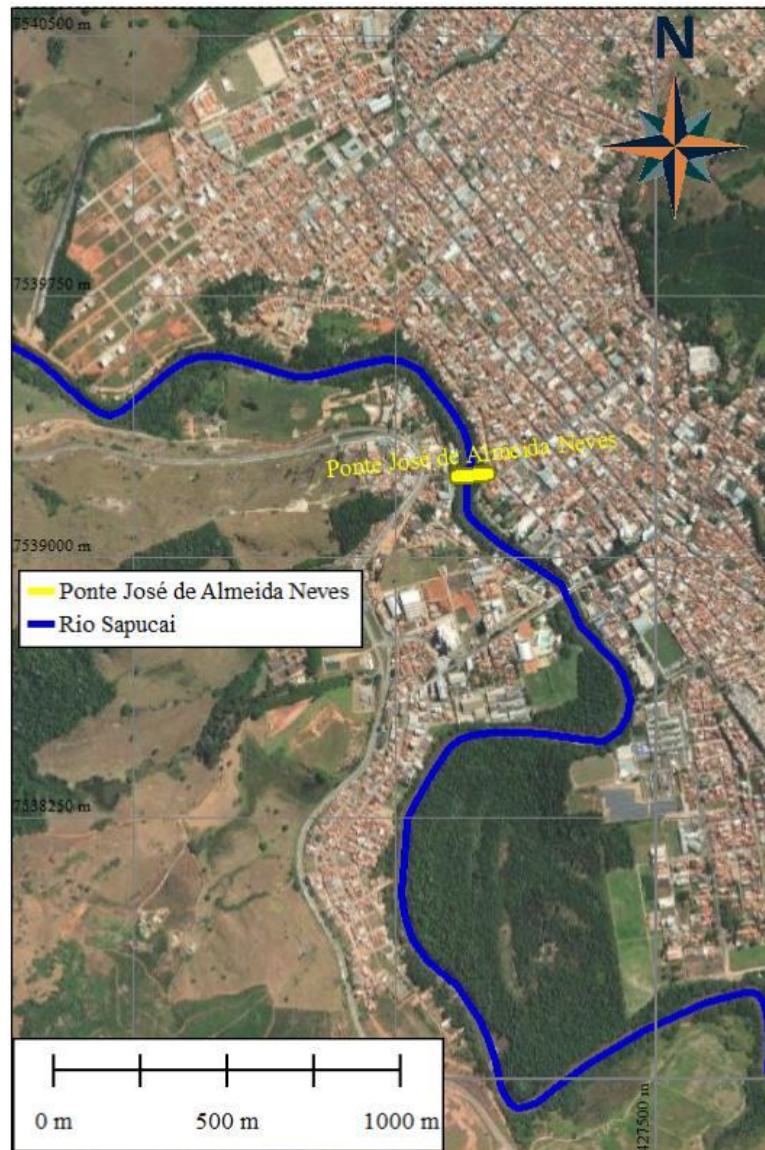 7540500 m
N
7539750 m
Ponte José de Almeida Neves
7539000 m
Ponte José de Almeida Neves
Rio Sapucai
7538250 m
427500 m
0 m 500 m 1000 m